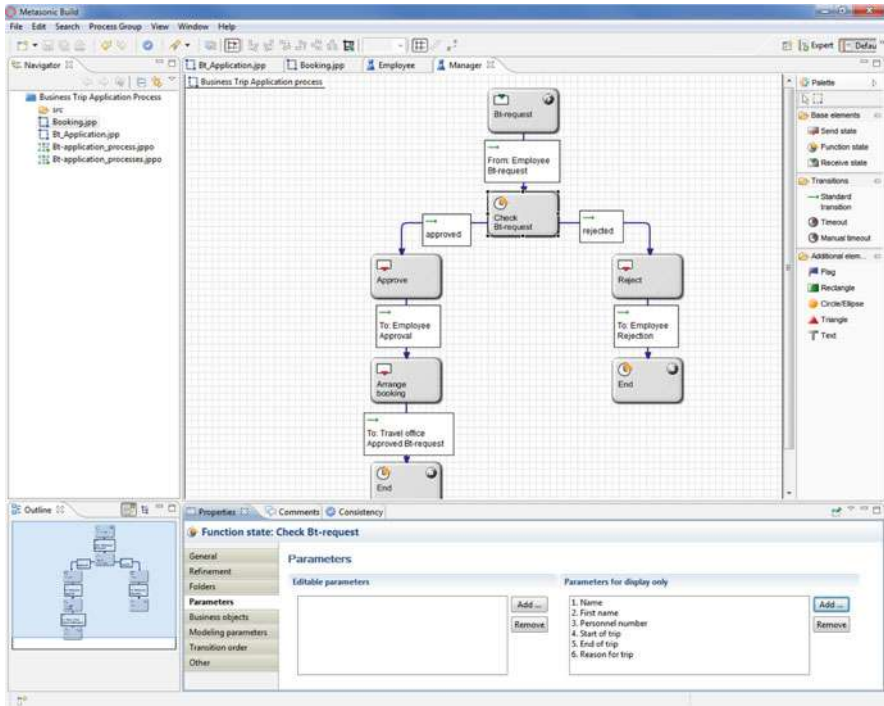 Metasonic Build
File Edit Search Process Group View Window Help
Expert Defau
Navigator
Business Trip Application Process
src
Booking.jpp
Bt_Application.jpp
Bt-application_process.jppo
Bt-application_processes.jppo
Bt_Application.jpp Booking.jpp Employee Manager
Business Trip Application process
Bt-request
From: Employee
Bt-request
Check
Bt-request
approved
rejected
Approve
Reject
To: Employee
Approval
To: Employee
Rejection
Arrange
booking
End
To: Travel office
Approved Bt-request
End
Palette
Base elements
Send state
Function state
Receive state
Transitions
Standard
transition
Timeout
Manual timeout
Additional elem...
Flag
Rectangle
Circle/Ellipse
Triangle
Text
Outline
Properties Comments Consistency
Function state: Check Bt-request
General
Refinement
Folders
Parameters
Business objects
Modeling parameters
Transition order
Other
Parameters
Editable parameters
Add ...
Remove
Parameters for display only
1. Name
2. First name
3. Personnel number
4. Start of trip
5. End of trip
6. Reason for trip
Add ...
Remove